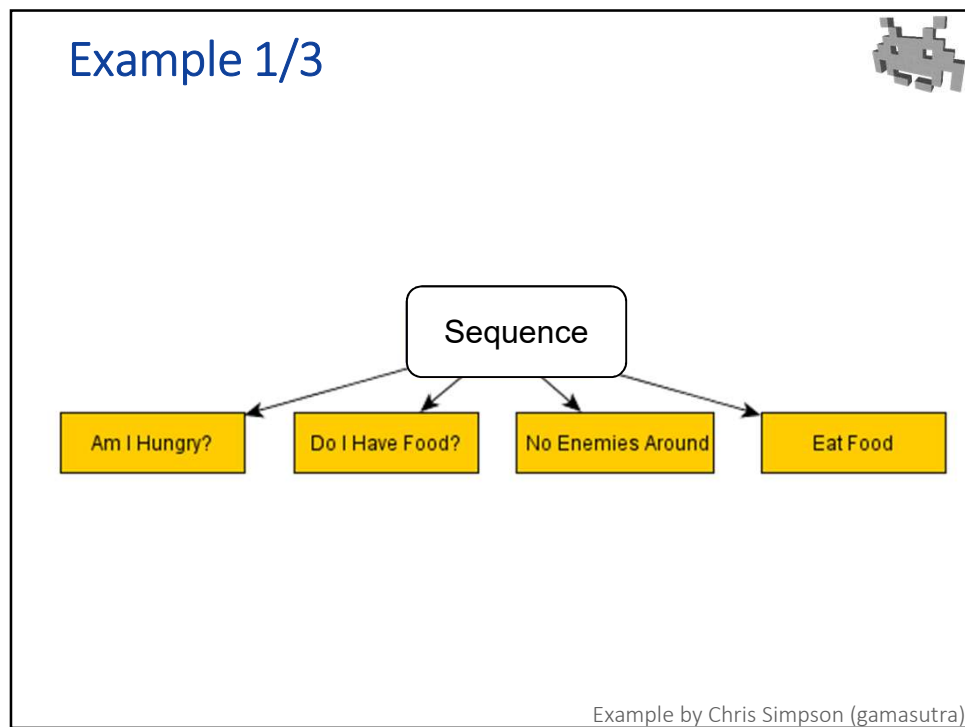 Example 1/3
Sequence
Am I Hungry?
Do I Have Food?
No Enemies Around
Eat Food
Example by Chris Simpson (gamasutra)